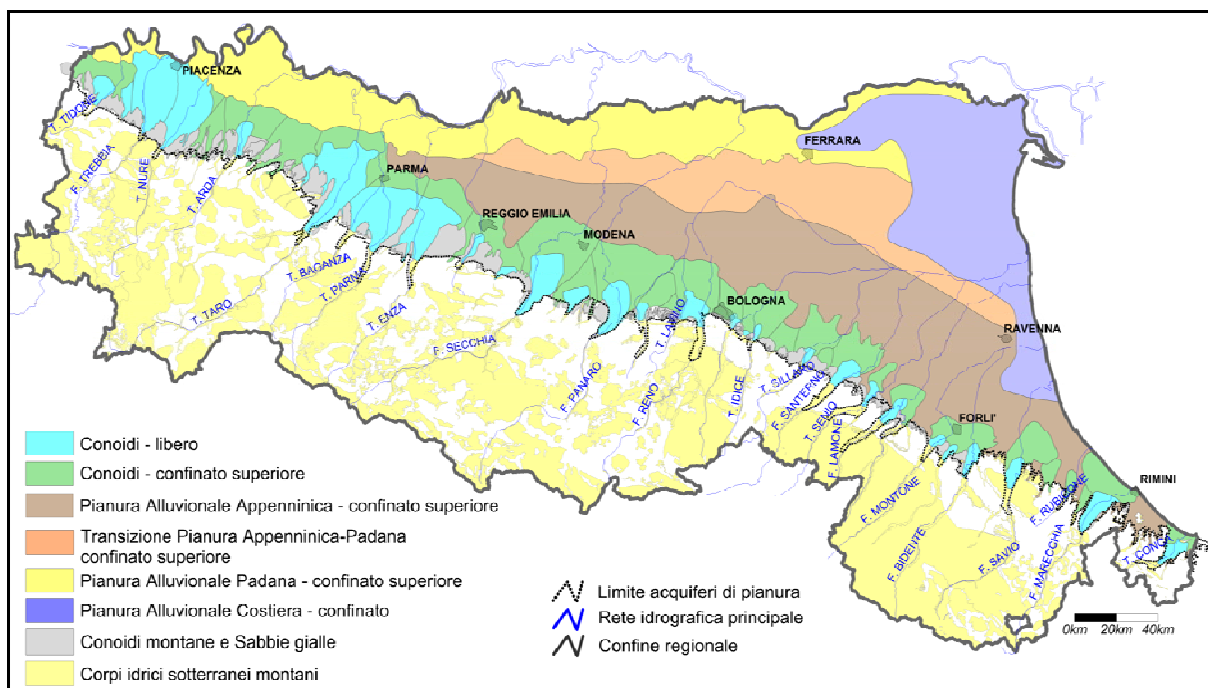 PIACENZA
T. TIDONE
F. TREBBIA
T. NURE
T. ARDA
PARMA
FERRARA
REGGIO EMILIA
MODENA
T. BAGANZA
T. PARMA
T. TARO
T. ENZA
F. SECCHIA
BOLOGNA
T. LAVINO
F. PANARO
F. RENO
T. IDICE
T. SILLARO
F. SANTERNO
T. SENIO
F. LAMONE
RAVENNA
FORLI'
F. MONTONE
F. BIDENTE
F. SAVIO
F. RUBICONE
F. MARECCHIA
RIMINI
T. CONCA
Conoidi - libero
Conoidi - confinato superiore
Pianura Alluvionale Appenninica - confinato superiore
Transizione Pianura Appenninica-Padana
confinato superiore
Pianura Alluvionale Padana - confinato superiore
Pianura Alluvionale Costiera - confinato
Conoidi montane e Sabbie gialle
Corpi idrici sotterranei montani
Limite acquiferi di pianura
Rete idrografica principale
Confine regionale
0km 20km 40km